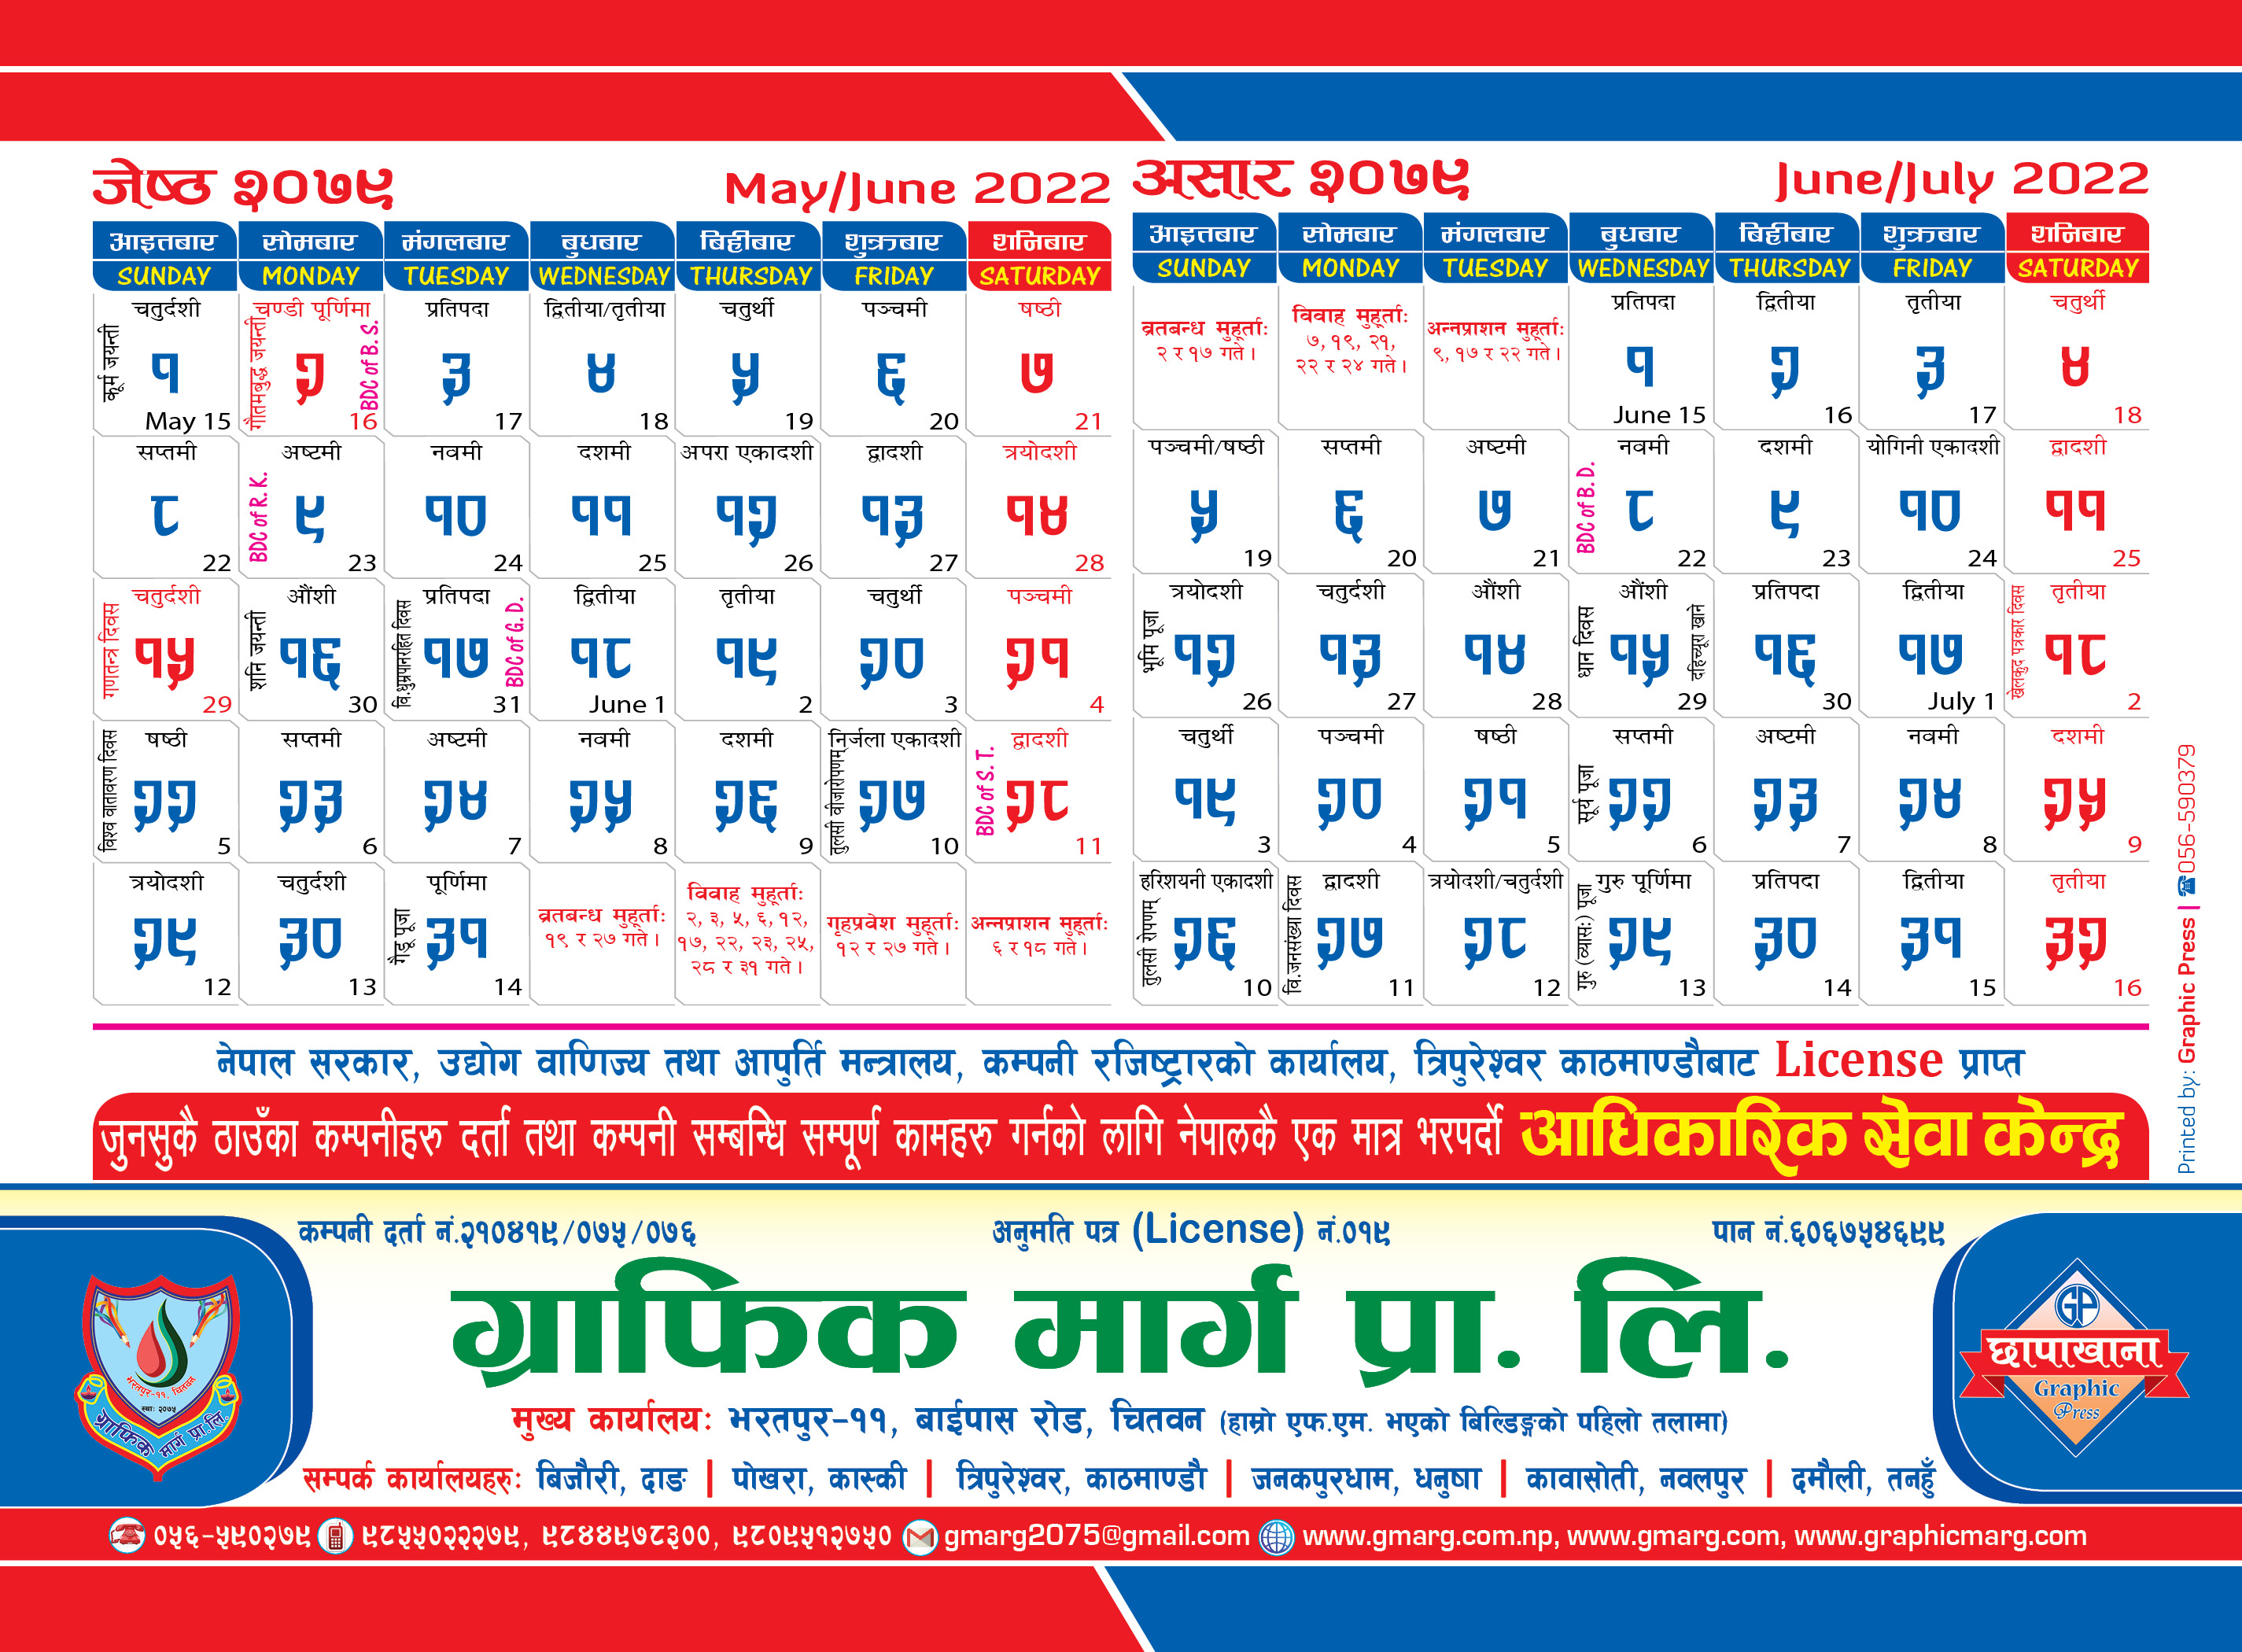 जेष्ठ २०७९ May/June 2022
आइतबार सोमबार मंगलबार बुधबार बिहीबार शुक्रबार शनिबार
SUNDAY MONDAY TUESDAY WEDNESDAY THURSDAY FRIDAY SATURDAY
चतुर्दशी चण्डी पूर्णिमा प्रतिपदा द्वितीया/तृतीया चतुर्थी पञ्चमी षष्ठी
कूर्म जयन्ती १ गौतमबुद्ध जयन्ती २ BDC of B. S. ३ ४ ५ ६ ७
May 15 16 17 18 19 20 21
सप्तमी अष्टमी नवमी दशमी अपरा एकादशी द्वादशी त्रयोदशी
८ BDC of R. K. ९ १० ११ १२ १३ १४
22 23 24 25 26 27 28
चतुर्दशी औंशी प्रतिपदा द्वितीया तृतीया चतुर्थी पञ्चमी
गणतन्त्र दिवस १५ शनि जयन्ती १६ वि.धुम्रपानरहित दिवस १७ BDC of G. D. १८ १९ २० २१
29 30 31 June 1 2 3 4
षष्ठी सप्तमी अष्टमी नवमी दशमी निर्जला एकादशी द्वादशी
विश्व वातावरण दिवस २२ २३ २४ २५ २६ तुलसी वीजारोपणम् २७ BDC of S. T. २८
5 6 7 8 9 10 11
त्रयोदशी चतुर्दशी पूर्णिमा
२९ ३० गैडू पूजा ३१
12 13 14
व्रतबन्ध मुहूर्ताः
१९ र २७ गते ।
विवाह मुहूर्ताः
२, ३, ५, ६, १२,
१७, २२, २३, २५,
२८ र ३१ गते ।
गृहप्रवेश मुहूर्ताः
१२ र २७ गते ।
अन्नप्राशन मुहूर्ताः
६ र १८ गते ।
असार २०७९ June/July 2022
आइतबार सोमबार मंगलबार बुधबार बिहीबार शुक्रबार शनिबार
SUNDAY MONDAY TUESDAY WEDNESDAY THURSDAY FRIDAY SATURDAY
व्रतबन्ध मुहूर्ताः
२ र १७ गते ।
विवाह मुहूर्ताः
७, १९, २१,
२२ र २४ गते ।
अन्नप्राशन मुहूर्ताः
९, १७ र २२ गते ।
प्रतिपदा द्वितीया तृतीया चतुर्थी
१ २ ३ ४
June 15 16 17 18
पञ्चमी/षष्ठी सप्तमी अष्टमी नवमी दशमी योगिनी एकादशी द्वादशी
५ ६ ७ BDC of B. D. ८ ९ १० ११
19 20 21 22 23 24 25
त्रयोदशी चतुर्दशी औंशी औंशी प्रतिपदा द्वितीया तृतीया
भूमि पूजा १२ १३ १४ धान दिवस १५ दहिच्यूरा खाने १६ १७ खेलकुद पत्रकार दिवस १८
26 27 28 29 30 July 1 2
चतुर्थी पञ्चमी षष्ठी सप्तमी अष्टमी नवमी दशमी
१९ २० २१ सूर्य पूजा २२ २३ २४ २५
3 4 5 6 7 8 9
हरिशयनी एकादशी द्वादशी त्रयोदशी/चतुर्दशी गुरु पूर्णिमा प्रतिपदा द्वितीया तृतीया
तुलसी रोपणम् २६ वि.जनसंख्या दिवस २७ २८ गुरु (व्यासः) पूजा २९ ३० ३१ ३२
10 11 12 13 14 15 16
Printed by: Graphic Press | ☎056-590379
नेपाल सरकार, उद्योग वाणिज्य तथा आपुर्ति मन्त्रालय, कम्पनी रजिष्ट्रारको कार्यालय, त्रिपुरेश्वर काठमाण्डौबाट License प्राप्त
जुनसुकै ठाउँका कम्पनीहरु दर्ता तथा कम्पनी सम्बन्धि सम्पूर्ण कामहरु गर्नको लागि नेपालकै एक मात्र भरपर्दो आधिकारिक सेवा केन्द्र
कम्पनी दर्ता नं.२१०४१९/०७५/०७६ अनुमति पत्र (License) नं.०१९ पान नं.६०६७५४६९९
ग्राफिक मार्ग प्रा. लि.
भरतपुर-११, चितवन
स्थाः २०७५
ग्राफिक मार्ग प्रा.लि.
GP
छापाखाना
Graphic
Press
मुख्य कार्यालयः भरतपुर-११, बाईपास रोड, चितवन (हाम्रो एफ.एम. भएको बिल्डिङ्गको पहिलो तलामा)
सम्पर्क कार्यालयहरुः बिजौरी, दाङ | पोखरा, कास्की | त्रिपुरेश्वर, काठमाण्डौ | जनकपुरधाम, धनुषा | कावासोती, नवलपुर | दमौली, तनहुँ
०५६-५९०२७९ ९८५५०२२२७९, ९८४४९७८३००, ९८०९५१२७५० gmarg2075@gmail.com www.gmarg.com.np, www.gmarg.com, www.graphicmarg.com